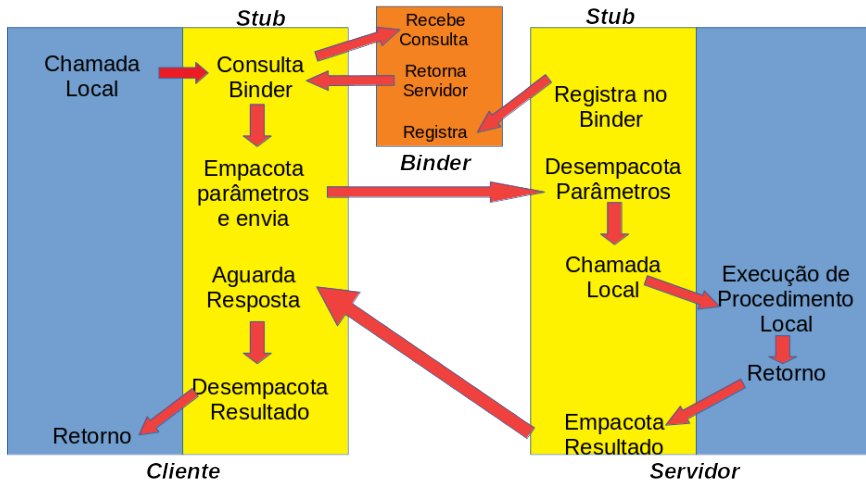 Stub
Stub
Chamada
Local
Consulta
Binder
Recebe
Consulta
Retorna
Servidor
Registra
Binder
Registra no
Binder
Empacota
parâmetros
e envia
Desempacota
Parâmetros
Aguarda
Resposta
Chamada
Local
Execução de
Procedimento
Local
Desempacota
Resultado
Retorno
Retorno
Empacota
Resultado
Cliente
Servidor